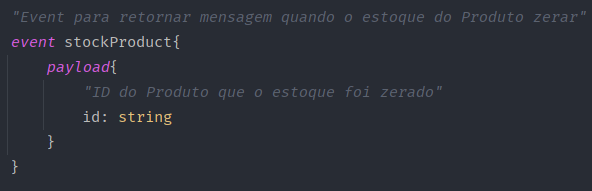 "Event para retornar mensagem quando o estoque do Produto zerar"
event stockProduct{
payload{
"ID do Produto que o estoque foi zerado"
id: string
}
}